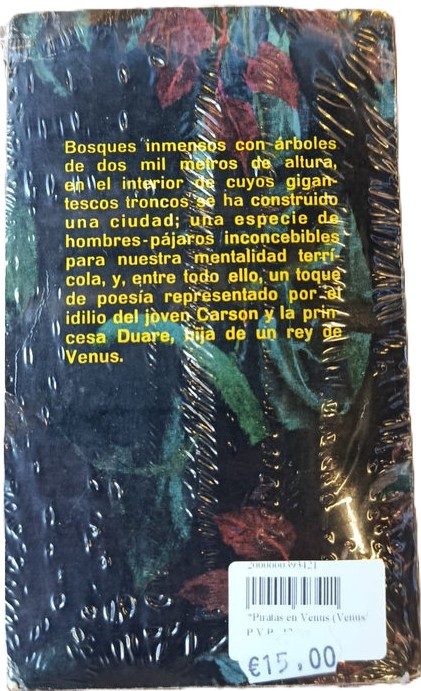 Bosques inmensos con árboles
de dos mil metros de altura,
en el interior de cuyos gigan-
tescos troncos se ha construido
una ciudad; una especie de
hombres-pájaros inconcebibles
para nuestra mentalidad terrí-
cola, y, entre todo ello, un toque
de poesía representado por el
idilio del joven Carson y la prin-
cesa Duare, hija de un rey de
Venus.
2000000393421
"Piratas en Venus (Venus
P.V.P.
€15.00